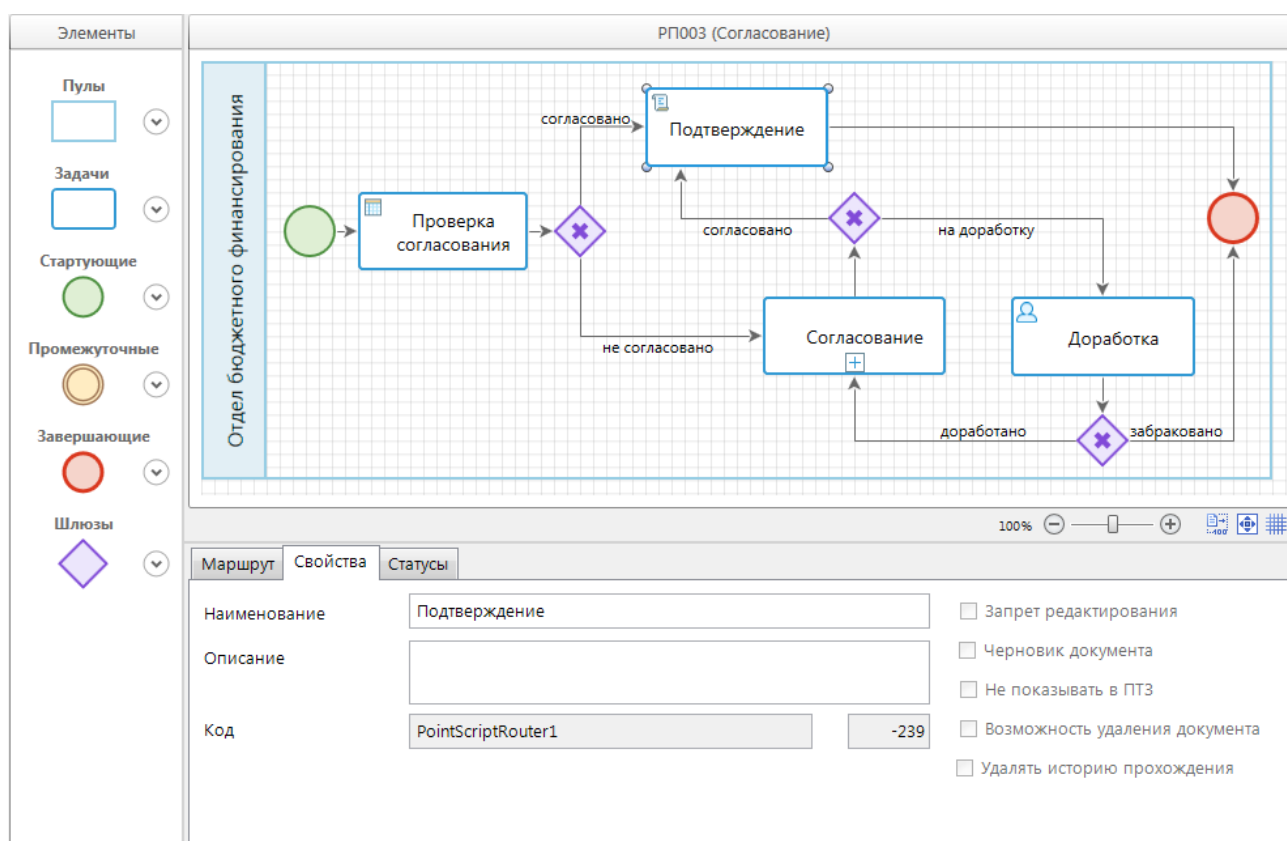 Элементы
Пулы
Задачи
Стартующие
Промежуточные
Завершающие
Шлюзы
РП003 (Согласование)
Отдел бюджетного финансирования
Проверка
согласования
согласовано
Подтверждение
согласовано
на доработку
не согласовано
Согласование
Доработка
доработано
забраковано
100%
Маршрут
Свойства
Статусы
Наименование
Подтверждение
Описание
Код
PointScriptRouter1
-239
Запрет редактирования
Черновик документа
Не показывать в ПТЗ
Возможность удаления документа
Удалять историю прохождения